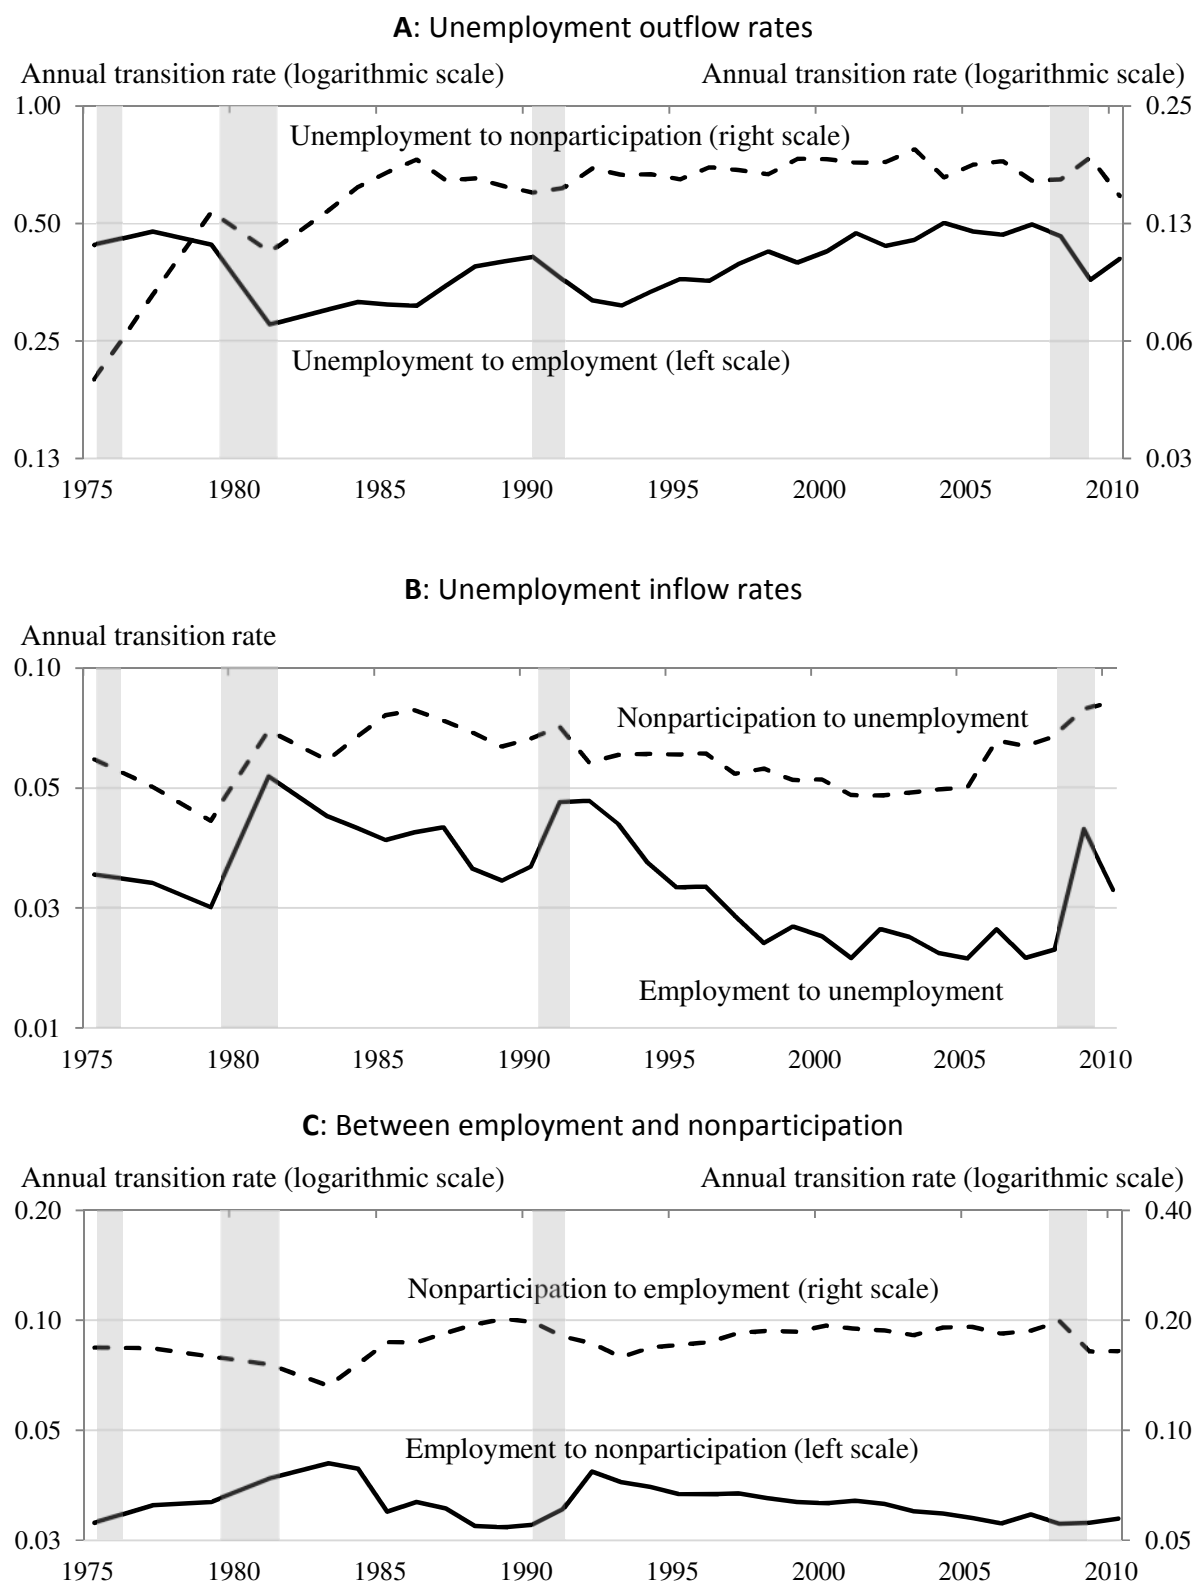 A: Unemployment outflow rates
Annual transition rate (logarithmic scale) Annual transition rate (logarithmic scale)
1.00 0.25
Unemployment to nonparticipation (right scale)
0.50 0.13
0.25 0.06
Unemployment to employment (left scale)
0.13 0.03
1975 1980 1985 1990 1995 2000 2005 2010
B: Unemployment inflow rates
Annual transition rate
0.10
Nonparticipation to unemployment
0.05
0.03
Employment to unemployment
0.01
1975 1980 1985 1990 1995 2000 2005 2010
C: Between employment and nonparticipation
Annual transition rate (logarithmic scale) Annual transition rate (logarithmic scale)
0.20 0.40
Nonparticipation to employment (right scale)
0.10 0.20
0.05 0.10
Employment to nonparticipation (left scale)
0.03 0.05
1975 1980 1985 1990 1995 2000 2005 2010